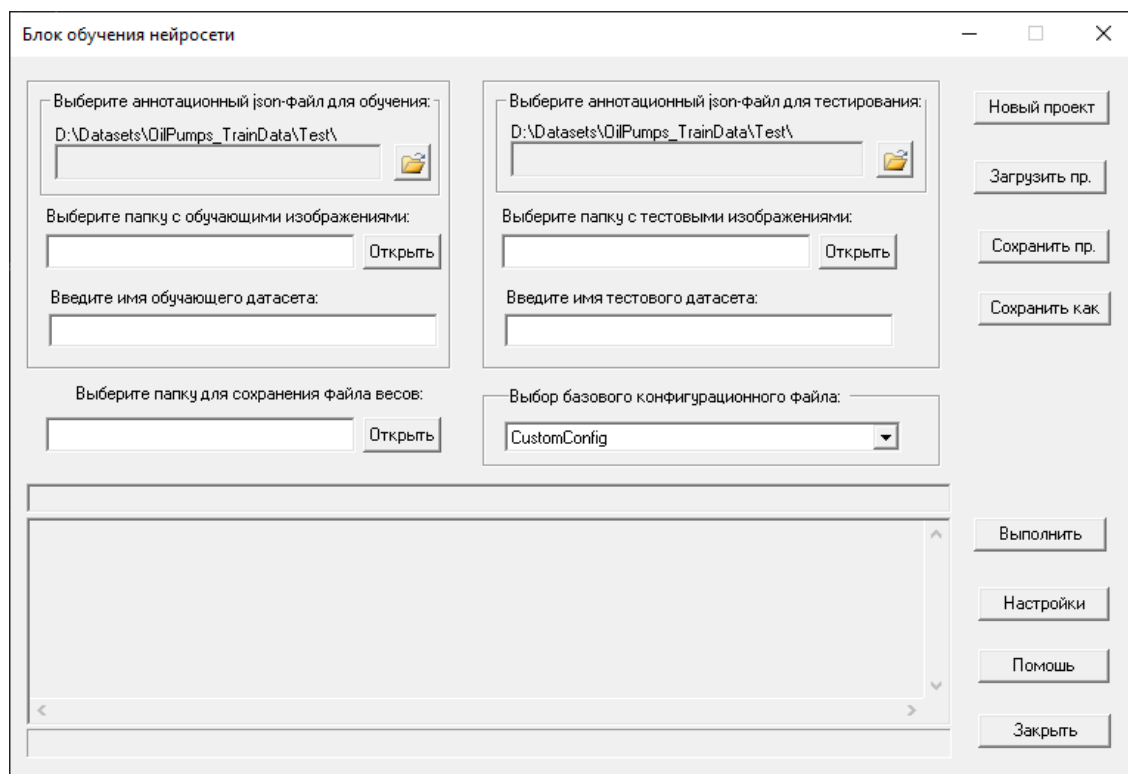 Блок обучения нейросети
Выберите аннотационный json-файл для обучения:
D:\Datasets\OilPumps_TrainData\Test\
Выберите папку с обучающими изображениями:
Открыть
Введите имя обучающего датасета:
Выберите аннотационный json-файл для тестирования:
D:\Datasets\OilPumps_TrainData\Test\
Выберите папку с тестовыми изображениями:
Открыть
Введите имя тестового датасета:
Выберите папку для сохранения файла весов:
Открыть
Выбор базового конфигурационного файла:
CustomConfig
Новый проект
Загрузить пр.
Сохранить пр.
Сохранить как
Выполнить
Настройки
Помошь
Закрыть